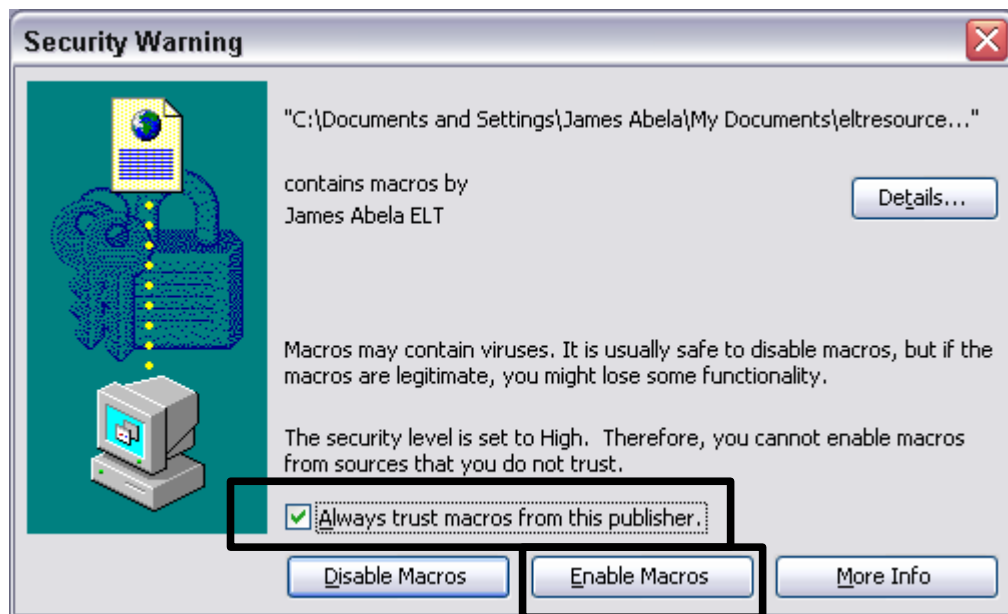 Security Warning
"C:\Documents and Settings\James Abela\My Documents\eltresource..."
contains macros by
James Abela ELT
Details...
Macros may contain viruses. It is usually safe to disable macros, but if the
macros are legitimate, you might lose some functionality.
The security level is set to High.  Therefore, you cannot enable macros
from sources that you do not trust.
Always trust macros from this publisher.
Disable Macros
Enable Macros
More Info